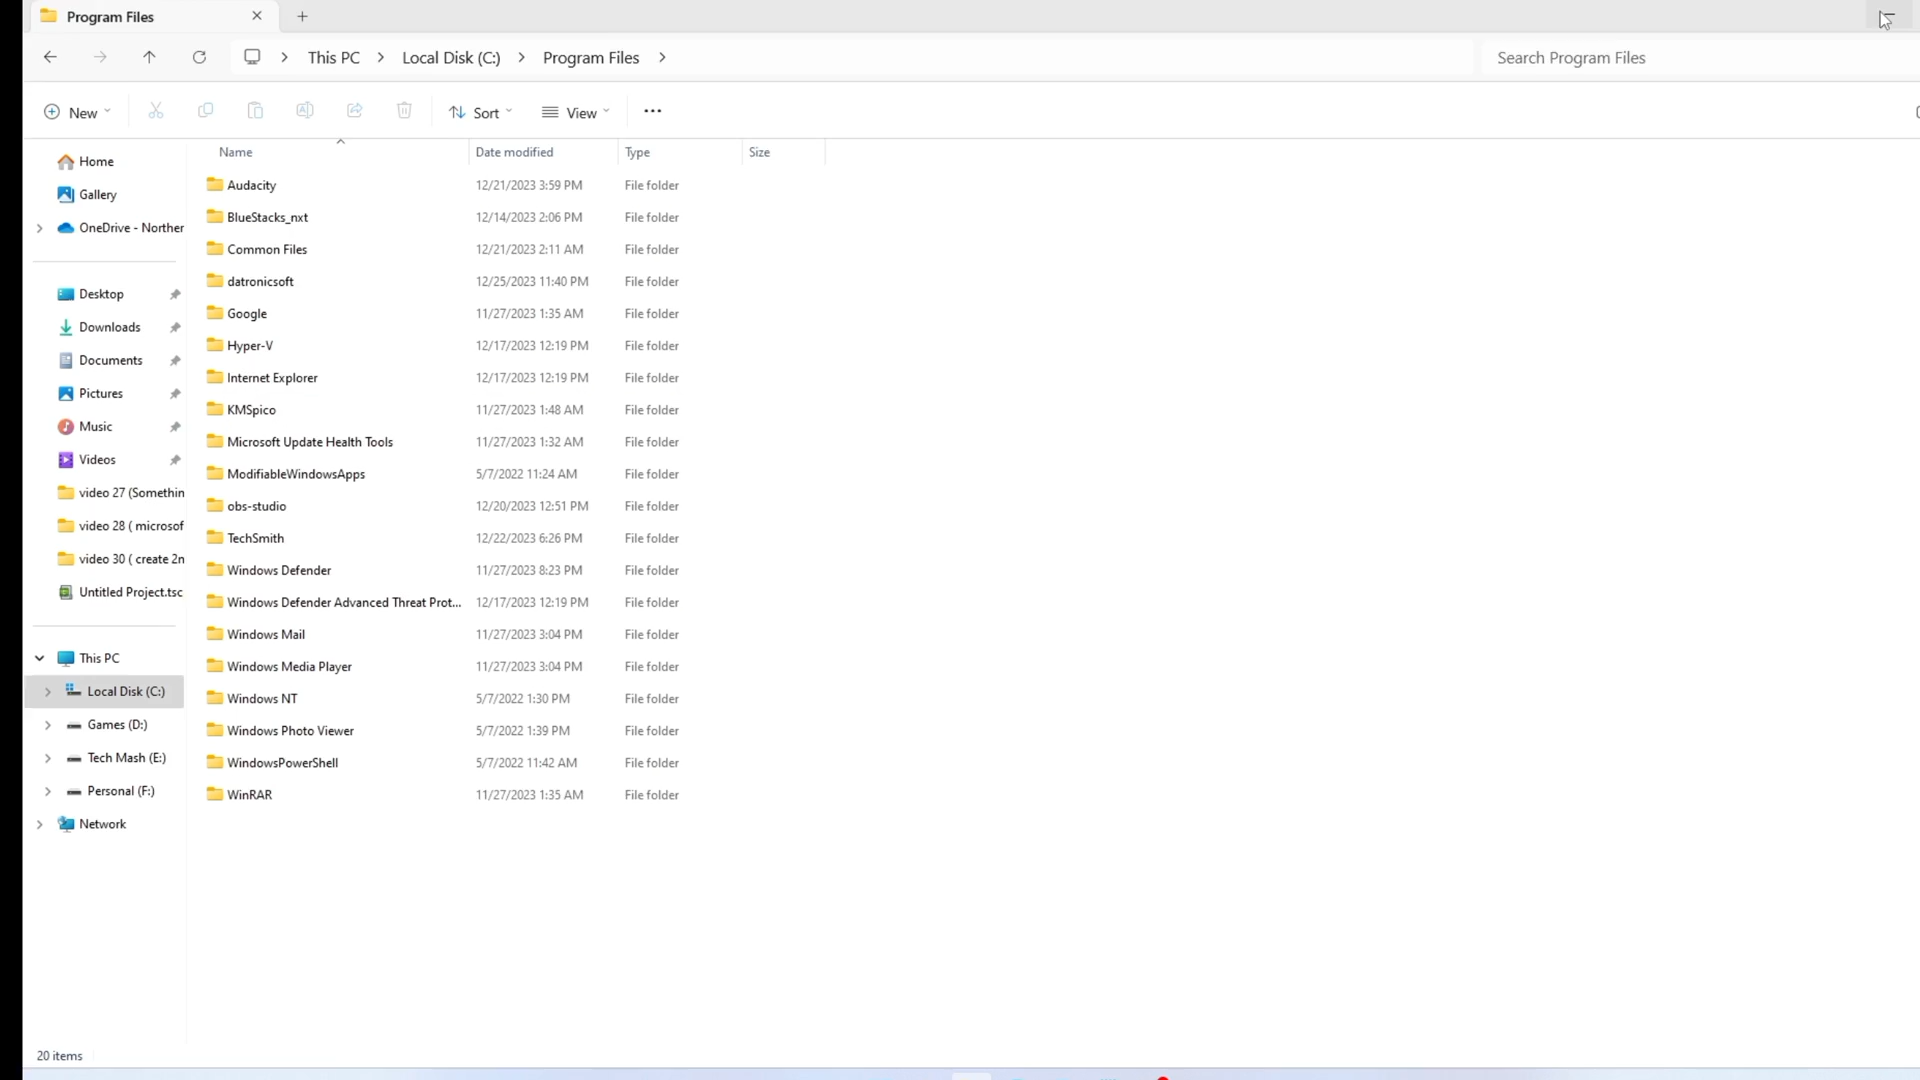 Program Files
This PC Local Disk (C:) Program Files
Search Program Files
New Sort View
Name Date modified Type Size
Home
Gallery
OneDrive - Norther
Desktop
Downloads
Documents
Pictures
Music
Videos
video 27 (Somethin
video 28 ( microsof
video 30 ( create 2n
Untitled Project.tsc
This PC
Local Disk (C:)
Games (D:)
Tech Mash (E:)
Personal (F:)
Network
Audacity 12/21/2023 3:59 PM File folder
BlueStacks_nxt 12/14/2023 2:06 PM File folder
Common Files 12/21/2023 2:11 AM File folder
datronicsoft 12/25/2023 11:40 PM File folder
Google 11/27/2023 1:35 AM File folder
Hyper-V 12/17/2023 12:19 PM File folder
Internet Explorer 12/17/2023 12:19 PM File folder
KMSpico 11/27/2023 1:48 AM File folder
Microsoft Update Health Tools 11/27/2023 1:32 AM File folder
ModifiableWindowsApps 5/7/2022 11:24 AM File folder
obs-studio 12/20/2023 12:51 PM File folder
TechSmith 12/22/2023 6:26 PM File folder
Windows Defender 11/27/2023 8:23 PM File folder
Windows Defender Advanced Threat Prot... 12/17/2023 12:19 PM File folder
Windows Mail 11/27/2023 3:04 PM File folder
Windows Media Player 11/27/2023 3:04 PM File folder
Windows NT 5/7/2022 1:30 PM File folder
Windows Photo Viewer 5/7/2022 1:39 PM File folder
WindowsPowerShell 5/7/2022 11:42 AM File folder
WinRAR 11/27/2023 1:35 AM File folder
20 items